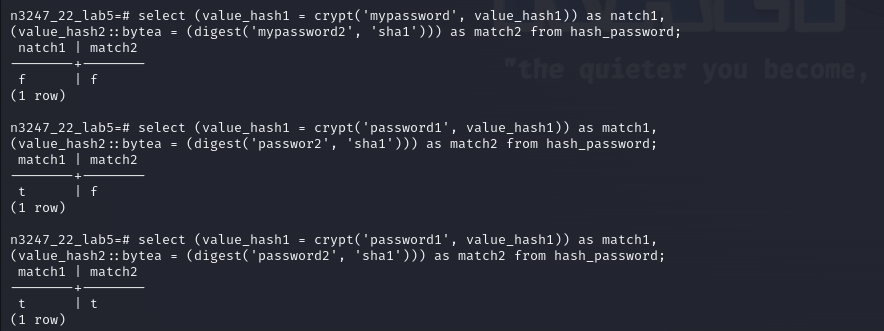 n3247_22_lab5=# select (value_hash1 = crypt('mypassword', value_hash1)) as natch1,
(value_hash2::bytea = (digest('mypassword2', 'sha1'))) as match2 from hash_password;
 natch1 | match2
--------+--------
 f      | f
(1 row)

n3247_22_lab5=# select (value_hash1 = crypt('password1', value_hash1)) as match1,
(value_hash2::bytea = (digest('passwor2', 'sha1'))) as match2 from hash_password;
 match1 | match2
--------+--------
 t      | f
(1 row)

n3247_22_lab5=# select (value_hash1 = crypt('password1', value_hash1)) as match1,
(value_hash2::bytea = (digest('password2', 'sha1'))) as match2 from hash_password;
 match1 | match2
--------+--------
 t      | t
(1 row)
"the quieter you become,